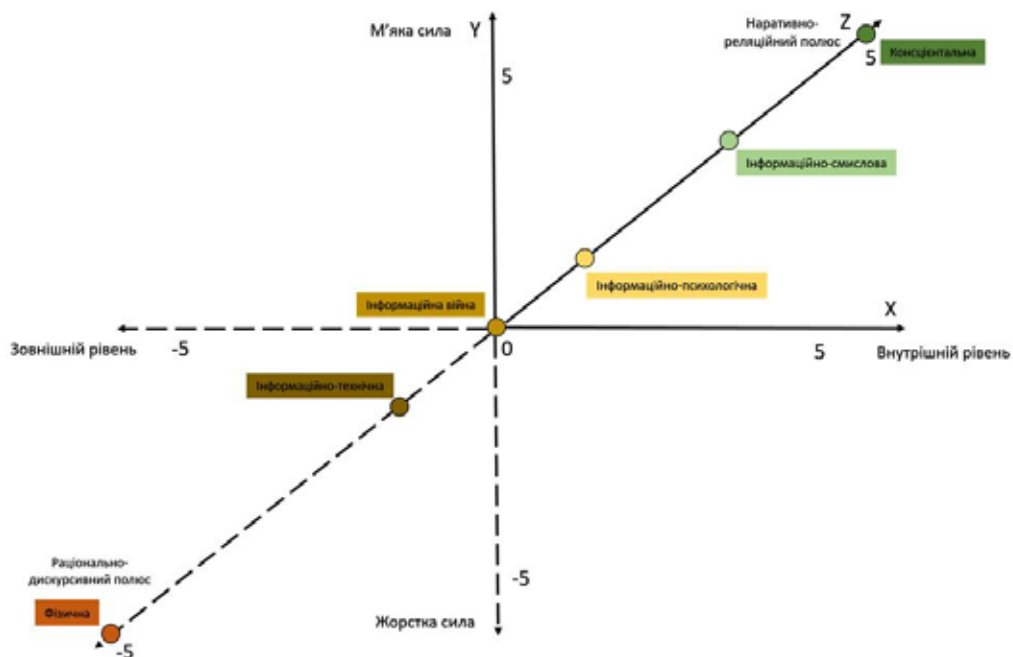 М'яка сила
Y
Наративно-
реляційний полюс
Z
5
Консцієнтальна
5
Інформаційно-смислова
Інформаційно-психологічна
Інформаційна війна
X
Зовнішній рівень
-5
0
5
Внутрішній рівень
Інформаційно-технічна
Раціонально-
дискурсивний полюс
-5
Фізична
Жорстка сила
-5